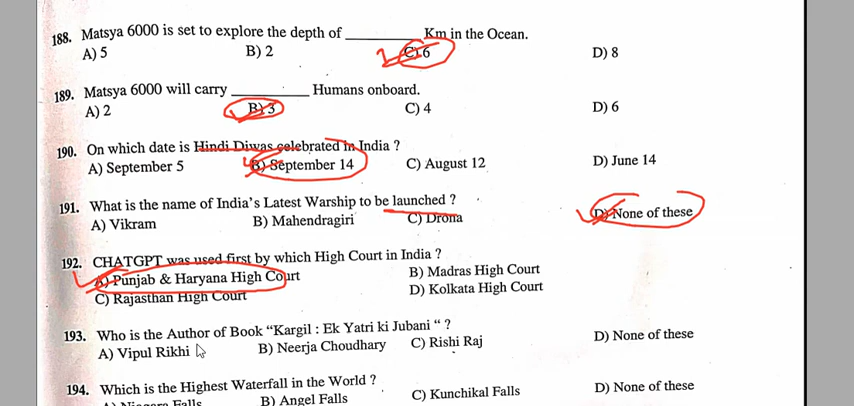 188. Matsya 6000 is set to explore the depth of __________ Km in the Ocean.
A) 5 B) 2 C) 6 D) 8
189. Matsya 6000 will carry __________ Humans onboard.
A) 2 B) 3 C) 4 D) 6
190. On which date is Hindi Diwas celebrated in India ?
A) September 5 B) September 14 C) August 12 D) June 14
191. What is the name of India's Latest Warship to be launched ?
A) Vikram B) Mahendragiri C) Drona D) None of these
192. CHATGPT was used first by which High Court in India ?
A) Punjab & Haryana High Court B) Madras High Court
C) Rajasthan High Court D) Kolkata High Court
193. Who is the Author of Book “Kargil : Ek Yatri ki Jubani “ ?
A) Vipul Rikhi B) Neerja Choudhary C) Rishi Raj D) None of these
194. Which is the Highest Waterfall in the World ?
A) Niagara Falls B) Angel Falls C) Kunchikal Falls D) None of these